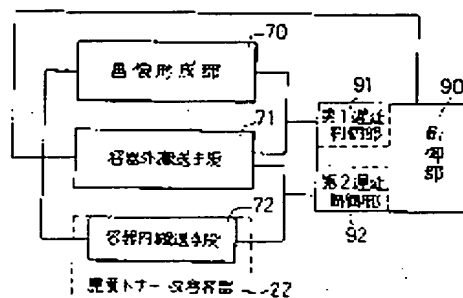 70
画像形成部
71
容器外搬送手段
72
容器内搬送手段
廃棄トナー収容容器 22
91
第1遅延制御部
第2遅延制御部
92
90
制御部